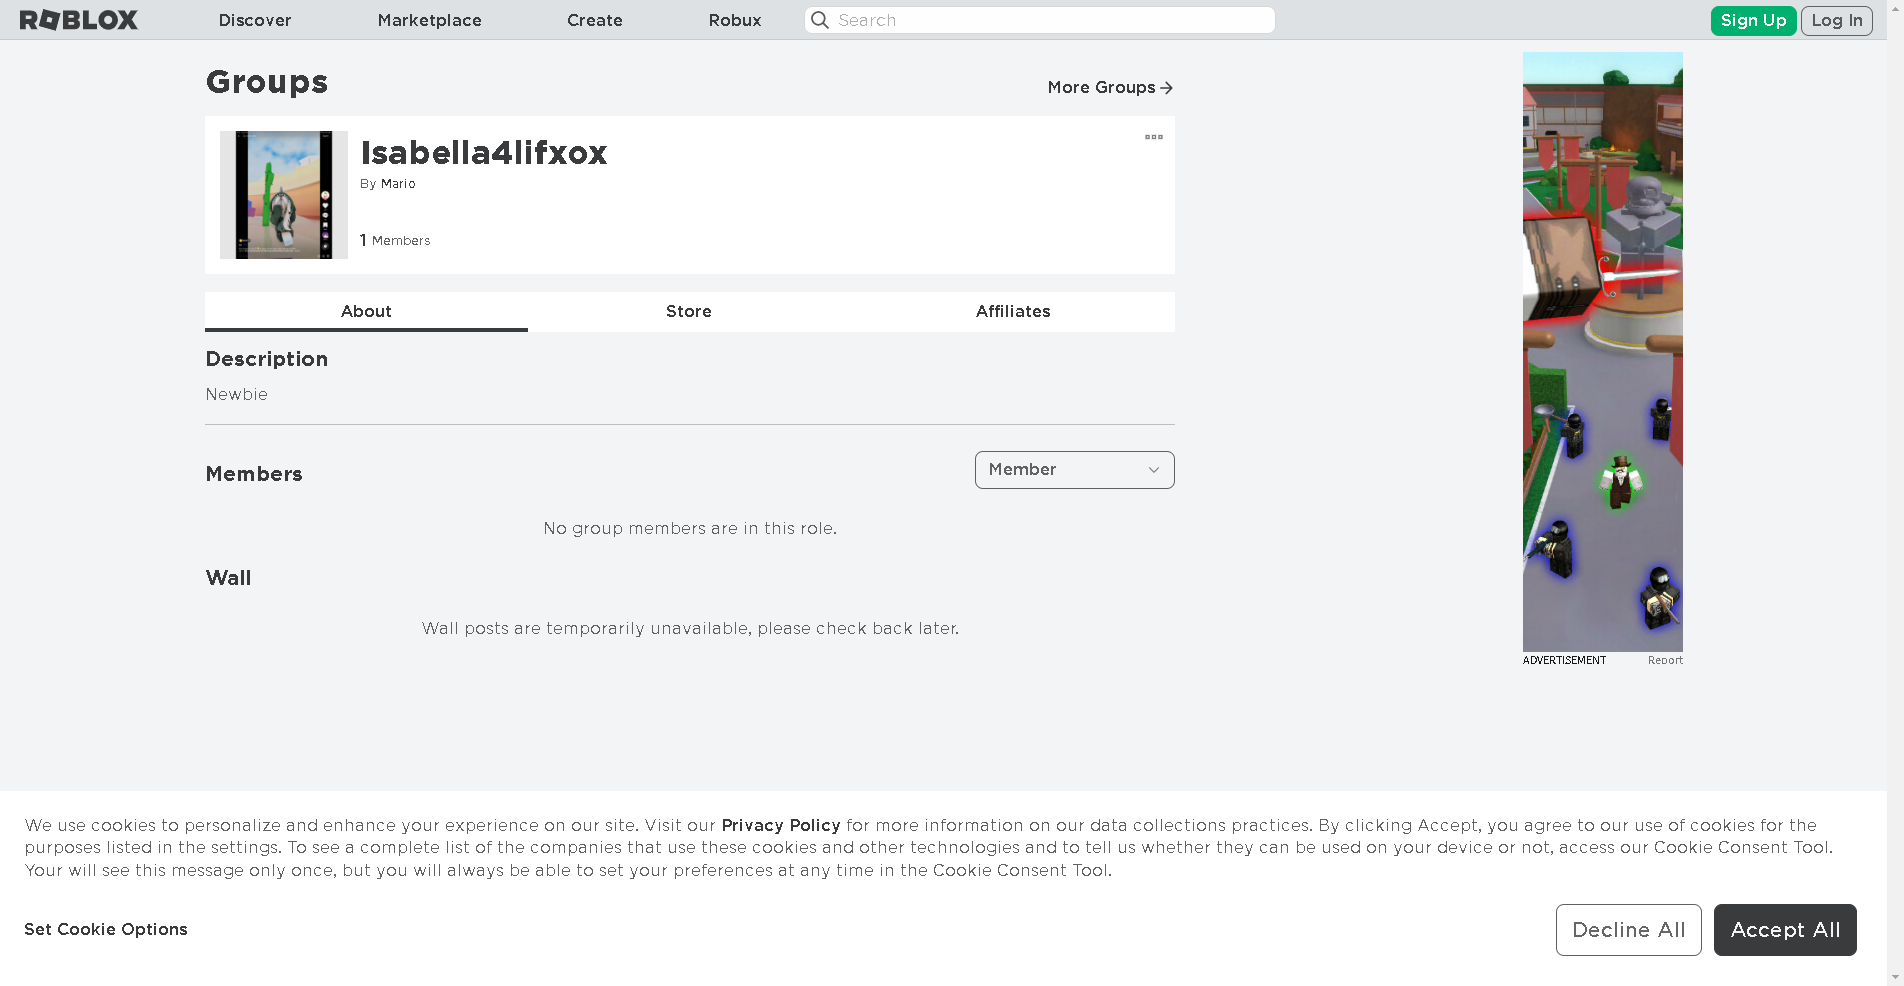 ROBLOX Discover Marketplace Create Robux Search Sign Up Log In
Groups
More Groups
Isabella4lifxox
By Mario
1 Members
About Store Affiliates
Description
Newbie
Members
Member
No group members are in this role.
Wall
Wall posts are temporarily unavailable, please check back later.
ADVERTISEMENT Report
We use cookies to personalize and enhance your experience on our site. Visit our Privacy Policy for more information on our data collections practices. By clicking Accept, you agree to our use of cookies for the
purposes listed in the settings. To see a complete list of the companies that use these cookies and other technologies and to tell us whether they can be used on your device or not, access our Cookie Consent Tool.
Your will see this message only once, but you will always be able to set your preferences at any time in the Cookie Consent Tool.
Set Cookie Options
Decline All
Accept All